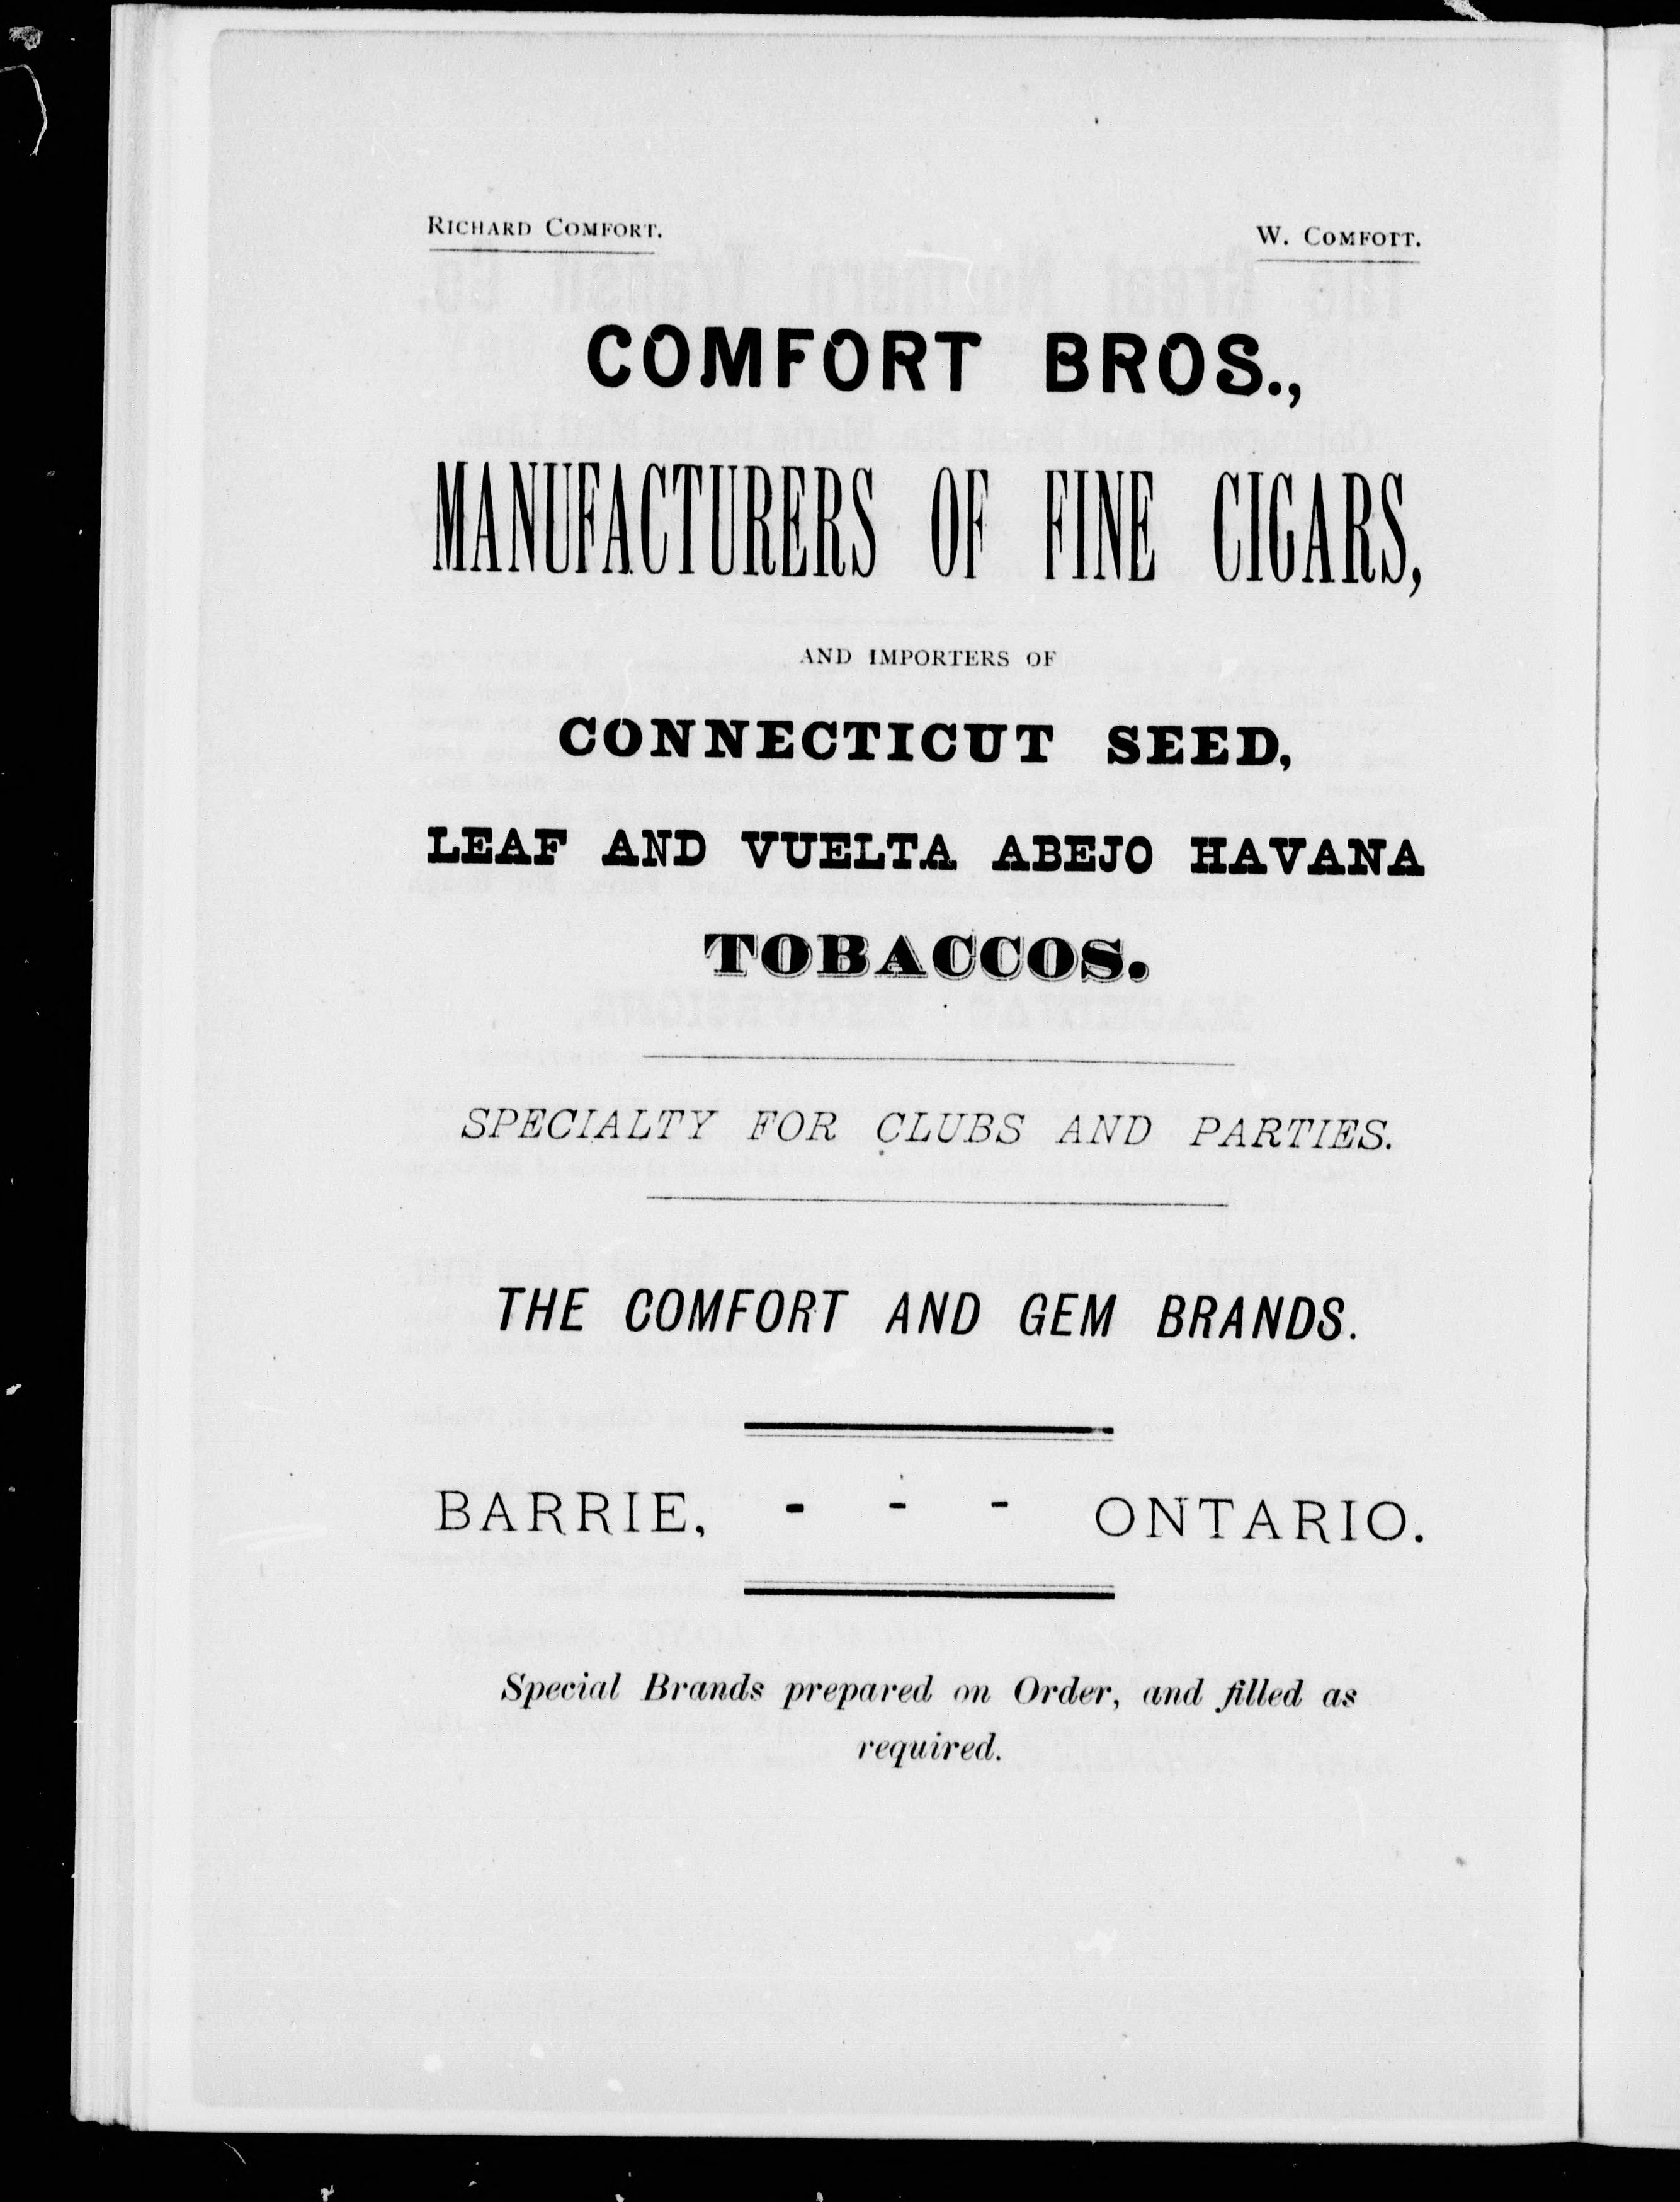 RICHARD COMFORT. W. COMFOTT.
COMFORT BROS.,
MANUFACTURERS OF FINE CIGARS,
AND IMPORTERS OF
CONNECTICUT SEED,
LEAF AND VUELTA ABEJO HAVANA
TOBACCOS.
SPECIALTY FOR CLUBS AND PARTIES.
THE COMFORT AND GEM BRANDS.
BARRIE, - - - ONTARIO.
Special Brands prepared on Order, and filled as
required.